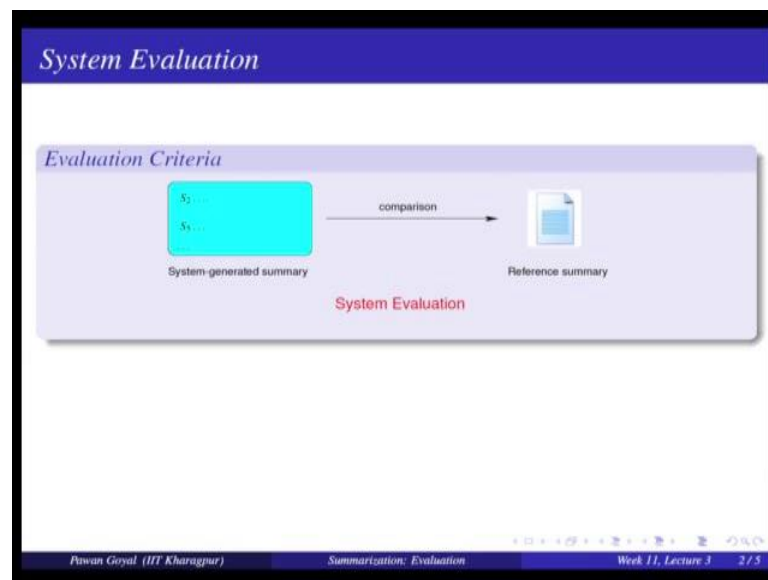 System Evaluation
Evaluation Criteria
S2 ....
S5 ...
...
comparison
System-generated summary
Reference summary
System Evaluation
Pawan Goyal (IIT Kharagpur)
Summarization: Evaluation
Week 11, Lecture 3
2 / 5